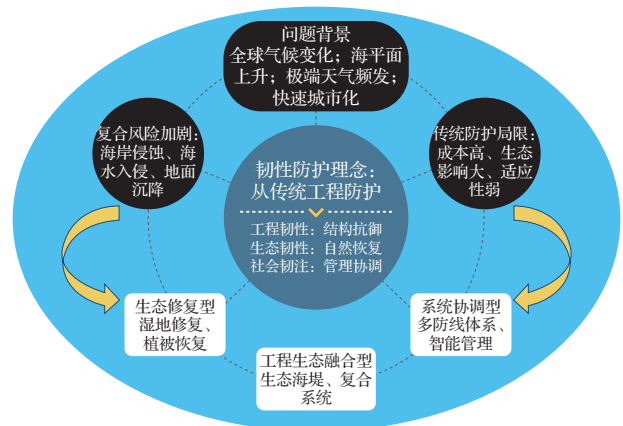 问题背景
全球气候变化；海平面
上升；极端天气频发；
快速城市化
复合风险加剧：
海岸侵蚀、海
水入侵、地面
沉降
传统防护局限：
成本高、生态
影响大、适应
性弱
韧性防护理念：
从传统工程防护
工程韧性：结构抗御
生态韧性：自然恢复
社会韧注：管理协调
生态修复型
湿地修复、
植被恢复
系统协调型
多防线体系、
智能管理
工程生态融合型
生态海堤、复合
系统